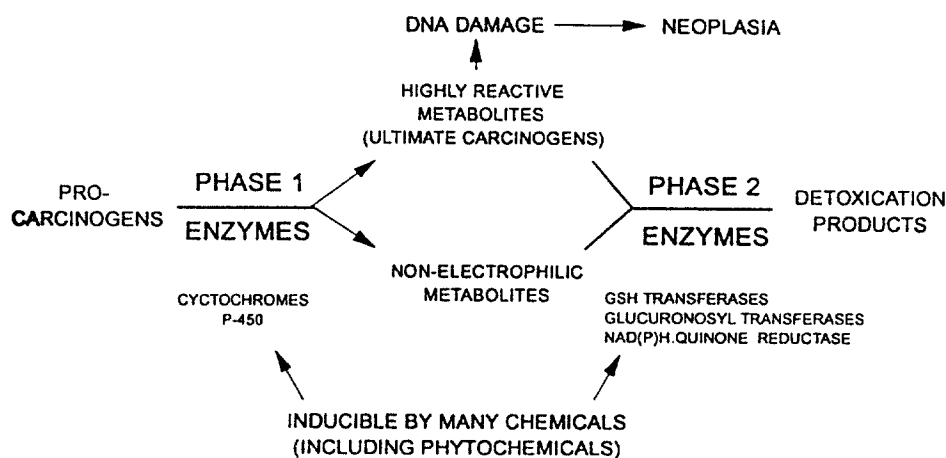 DNA DAMAGE
NEOPLASIA
HIGHLY REACTIVE
METABOLITES
(ULTIMATE CARCINOGENS)
PRO-
CARCINOGENS
PHASE 1
ENZYMES
PHASE 2
ENZYMES
DETOXICATION
PRODUCTS
NON-ELECTROPHILIC
METABOLITES
CYCTOCHROMES
P-450
GSH TRANSFERASES
GLUCURONOSYL TRANSFERASES
NAD(P)H.QUINONE REDUCTASE
INDUCIBLE BY MANY CHEMICALS
(INCLUDING PHYTOCHEMICALS)